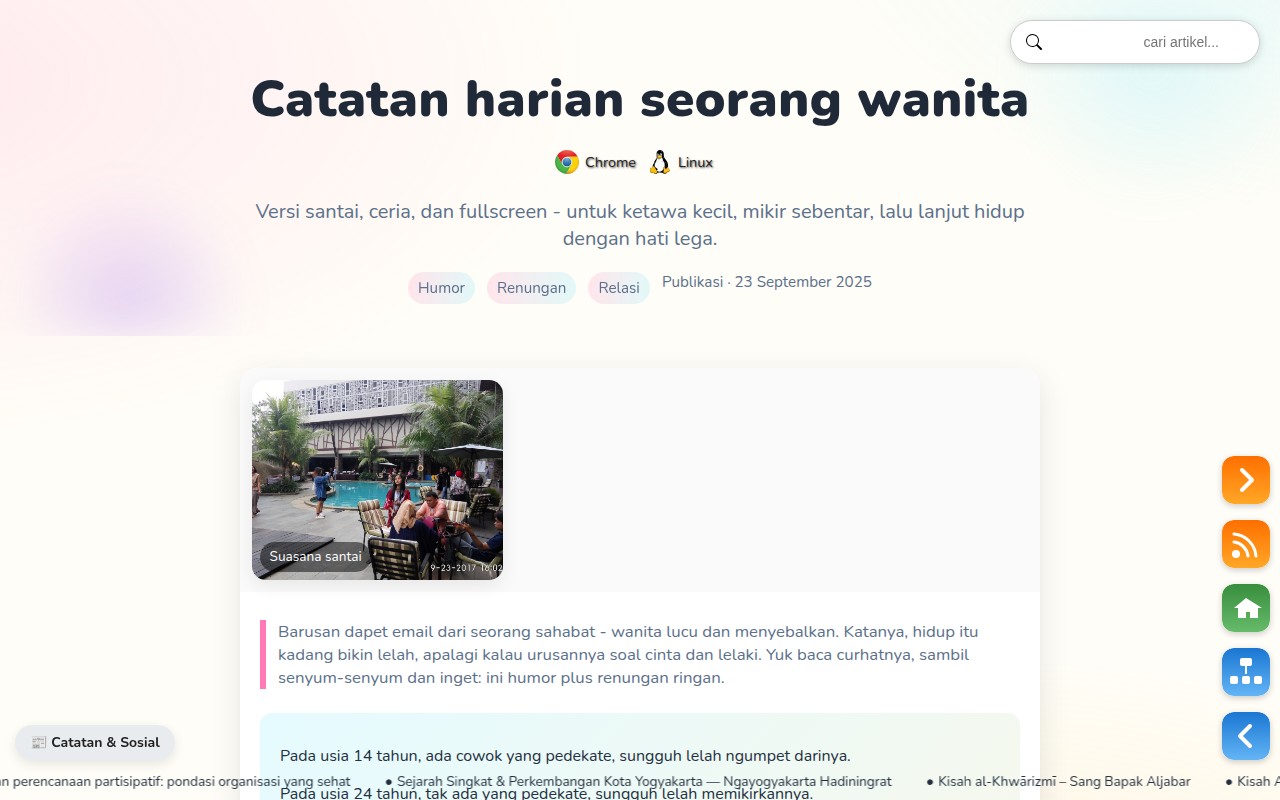 cari artikel...
Catatan harian seorang wanita
Chrome Linux
Versi santai, ceria, dan fullscreen - untuk ketawa kecil, mikir sebentar, lalu lanjut hidup
dengan hati lega.
Humor Renungan Relasi Publikasi · 23 September 2025
Suasana santai
9-23-2017 16:02
Barusan dapet email dari seorang sahabat - wanita lucu dan menyebalkan. Katanya, hidup itu
kadang bikin lelah, apalagi kalau urusannya soal cinta dan lelaki. Yuk baca curhatnya, sambil
senyum-senyum dan inget: ini humor plus renungan ringan.
Pada usia 14 tahun, ada cowok yang pedekate, sungguh lelah ngumpet darinya.
Pada usia 24 tahun, tak ada yang pedekate, sungguh lelah memikirkannya.
📰 Catatan & Sosial
n perencanaan partisipatif: pondasi organisasi yang sehat ● Sejarah Singkat & Perkembangan Kota Yogyakarta — Ngayogyakarta Hadiningrat ● Kisah al-Khwārizmī – Sang Bapak Aljabar ● Kisah A